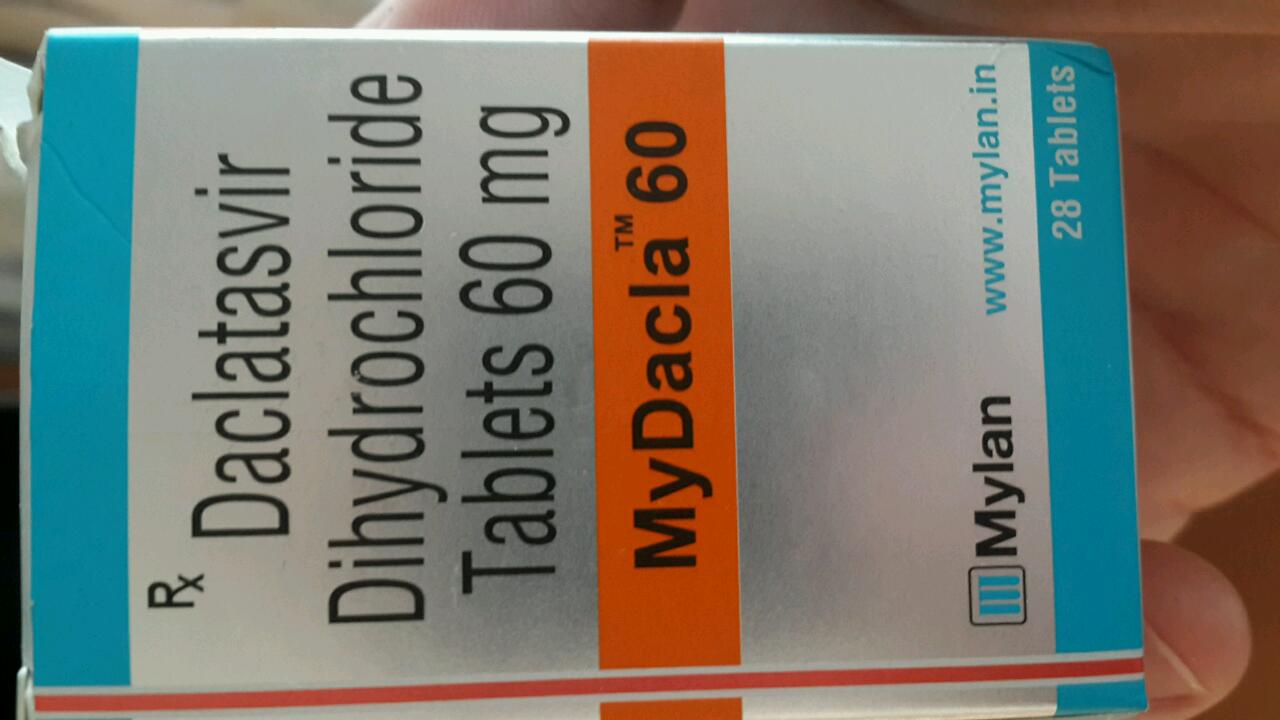 Rx Daclatasvir
Dihydrochloride
Tablets 60 mg
MyDacla™ 60
Mylan www.mylan.in
28 Tablets